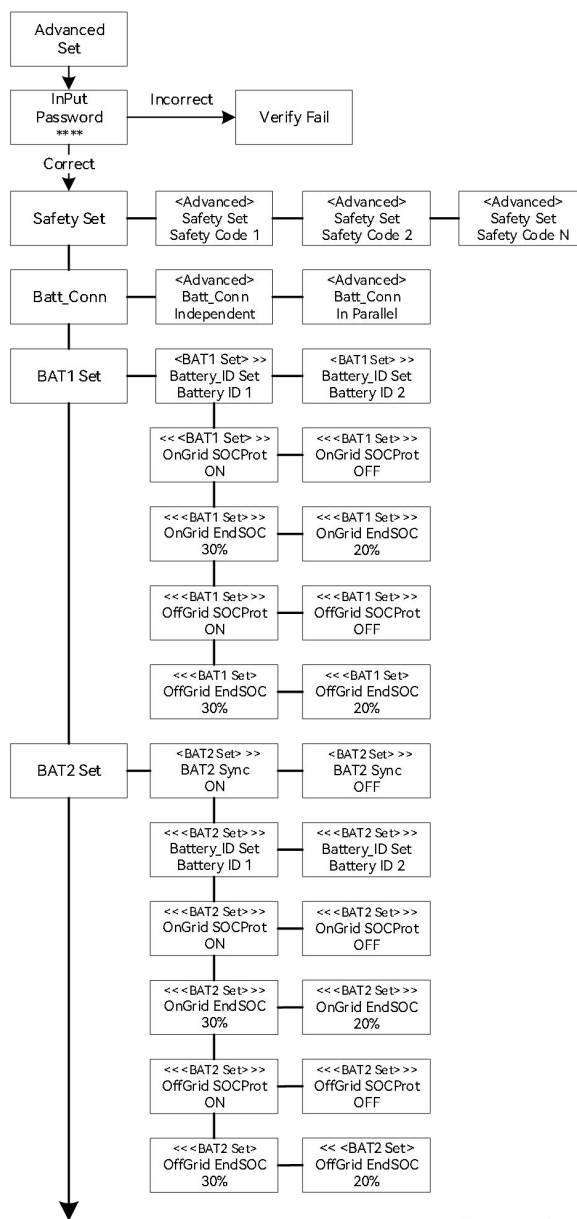 Advanced
Set
InPut
Password
****
Incorrect
Verify Fail
Correct
Safety Set
<Advanced>
Safety Set
Safety Code 1
<Advanced>
Safety Set
Safety Code 2
<Advanced>
Safety Set
Safety Code N
Batt_Conn
<Advanced>
Batt_Conn
Independent
<Advanced>
Batt_Conn
In Parallel
BAT1 Set
<BAT1 Set> >>
Battery_ID Set
Battery ID 1
<BAT1 Set> >>
Battery_ID Set
Battery ID 2
<< <BAT1 Set> >>
OnGrid SOCProt
ON
<< <BAT1 Set> >>
OnGrid SOCProt
OFF
<< <BAT1 Set> >>
OnGrid EndSOC
30%
<< <BAT1 Set> >>
OnGrid EndSOC
20%
<< <BAT1 Set> >>
OffGrid SOCProt
ON
<< <BAT1 Set> >>
OffGrid SOCProt
OFF
<< <BAT1 Set>
OffGrid EndSOC
30%
<< <BAT1 Set>
OffGrid EndSOC
20%
BAT2 Set
<BAT2 Set> >>
BAT2 Sync
ON
<BAT2 Set> >>
BAT2 Sync
OFF
<< <BAT2 Set> >>
Battery_ID Set
Battery ID 1
<< <BAT2 Set> >>
Battery_ID Set
Battery ID 2
<< <BAT2 Set> >>
OnGrid SOCProt
ON
<< <BAT2 Set> >>
OnGrid SOCProt
OFF
<< <BAT2 Set> >>
OnGrid EndSOC
30%
<< <BAT2 Set> >>
OnGrid EndSOC
20%
<< <BAT2 Set> >>
OffGrid SOCProt
ON
<< <BAT2 Set> >>
OffGrid SOCProt
OFF
<< <BAT2 Set>
OffGrid EndSOC
30%
<< <BAT2 Set>
OffGrid EndSOC
20%